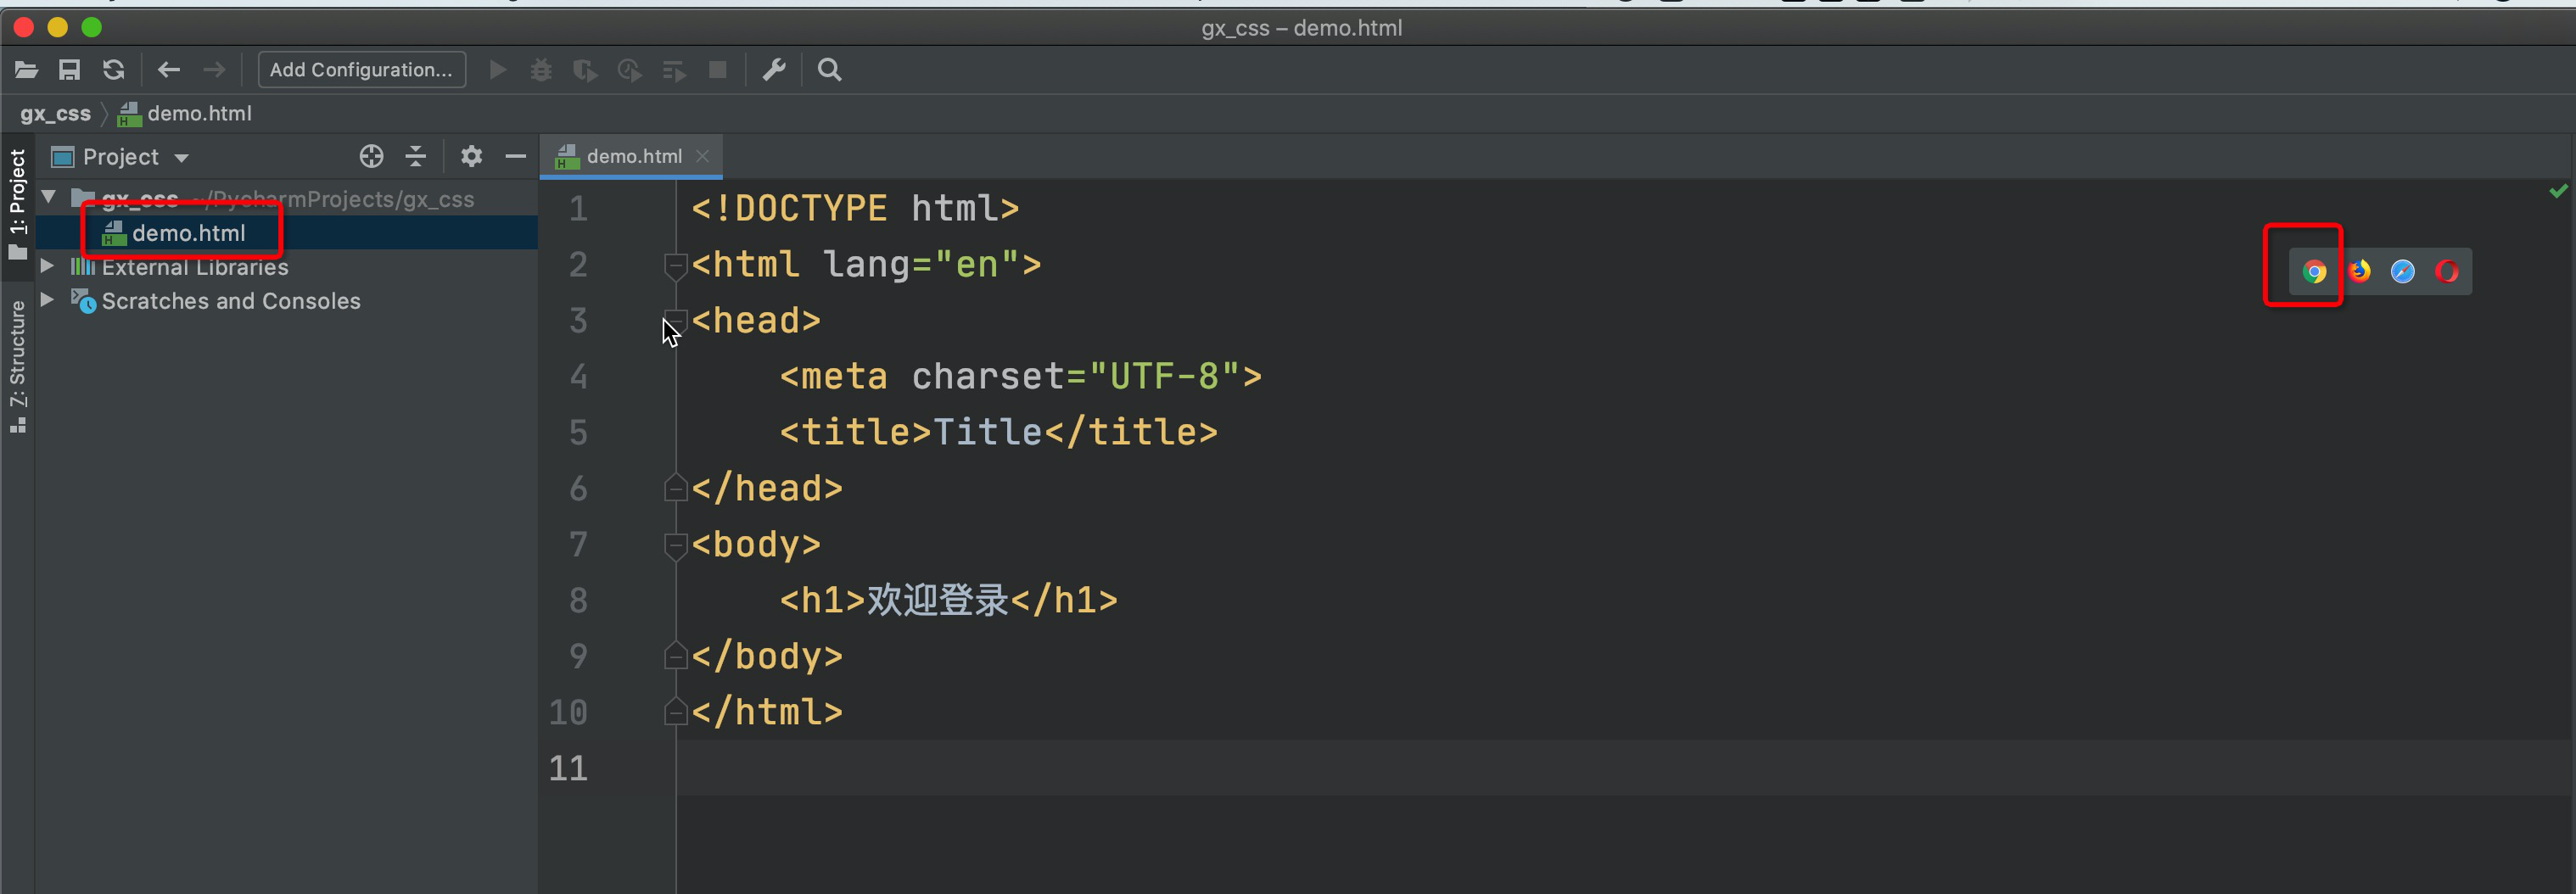 gx_css – demo.html
Add Configuration...
gx_css demo.html
1: Project
Project
demo.html
gx_css ~/PycharmProjects/gx_css
demo.html
External Libraries
Scratches and Consoles
Z: Structure
1 <!DOCTYPE html>
2 <html lang="en">
3 <head>
4 <meta charset="UTF-8">
5 <title>Title</title>
6 </head>
7 <body>
8 <h1>欢迎登录</h1>
9 </body>
10 </html>
11